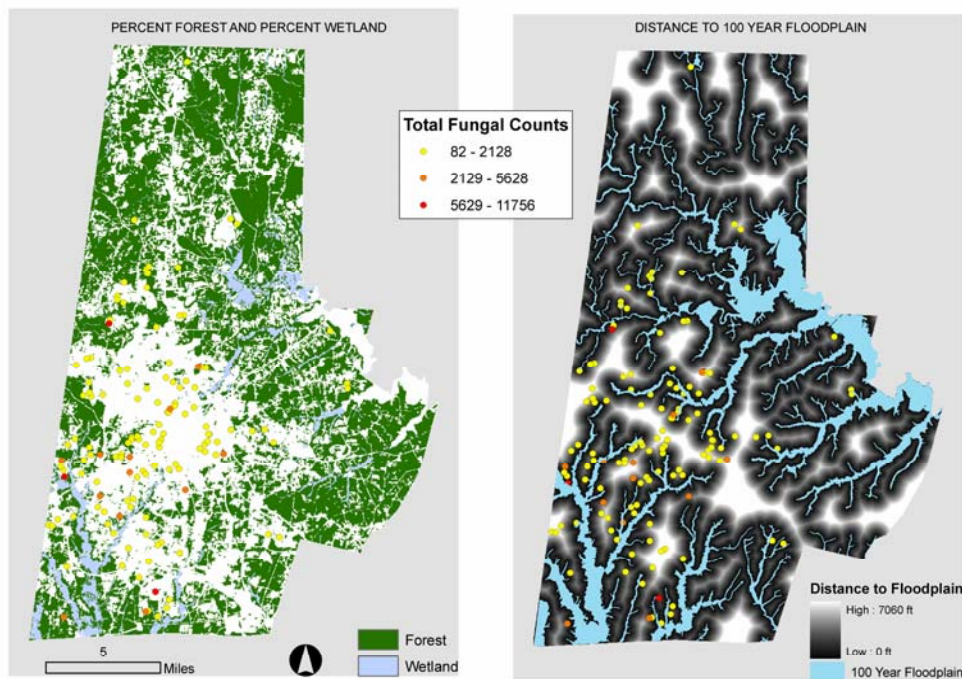 PERCENT FOREST AND PERCENT WETLAND
DISTANCE TO 100 YEAR FLOODPLAIN
Total Fungal Counts
82 - 2128
2129 - 5628
5629 - 11756
5
Miles
Forest
Wetland
Distance to Floodplain
High : 7060 ft
Low : 0 ft
100 Year Floodplain